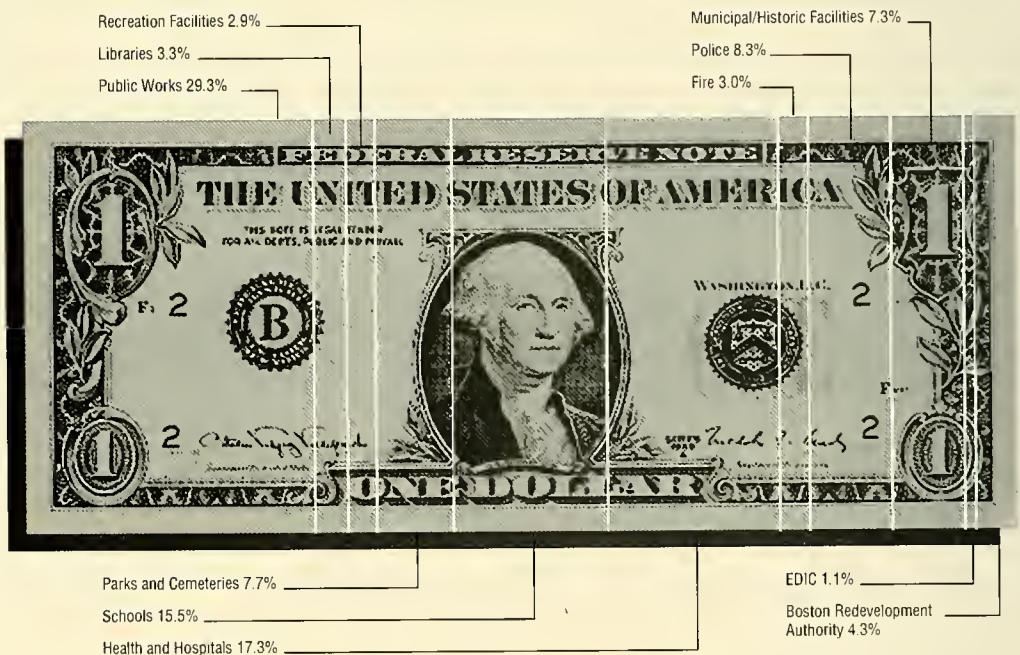 Recreation Facilities 2.9%
Libraries 3.3%
Public Works 29.3%
Municipal/Historic Facilities 7.3%
Police 8.3%
Fire 3.0%
FEDERAL RESERVE NOTE
THE UNITED STATES OF AMERICA
THIS NOTE IS LEGAL TENDER
FOR ALL DEBTS, PUBLIC AND PRIVATE
1
1
WASHINGTON, D.C.
2
2
B
2
2
SERIES
1
1
ONE DOLLAR
Parks and Cemeteries 7.7%
Schools 15.5%
Health and Hospitals 17.3%
EDIC 1.1%
Boston Redevelopment
Authority 4.3%